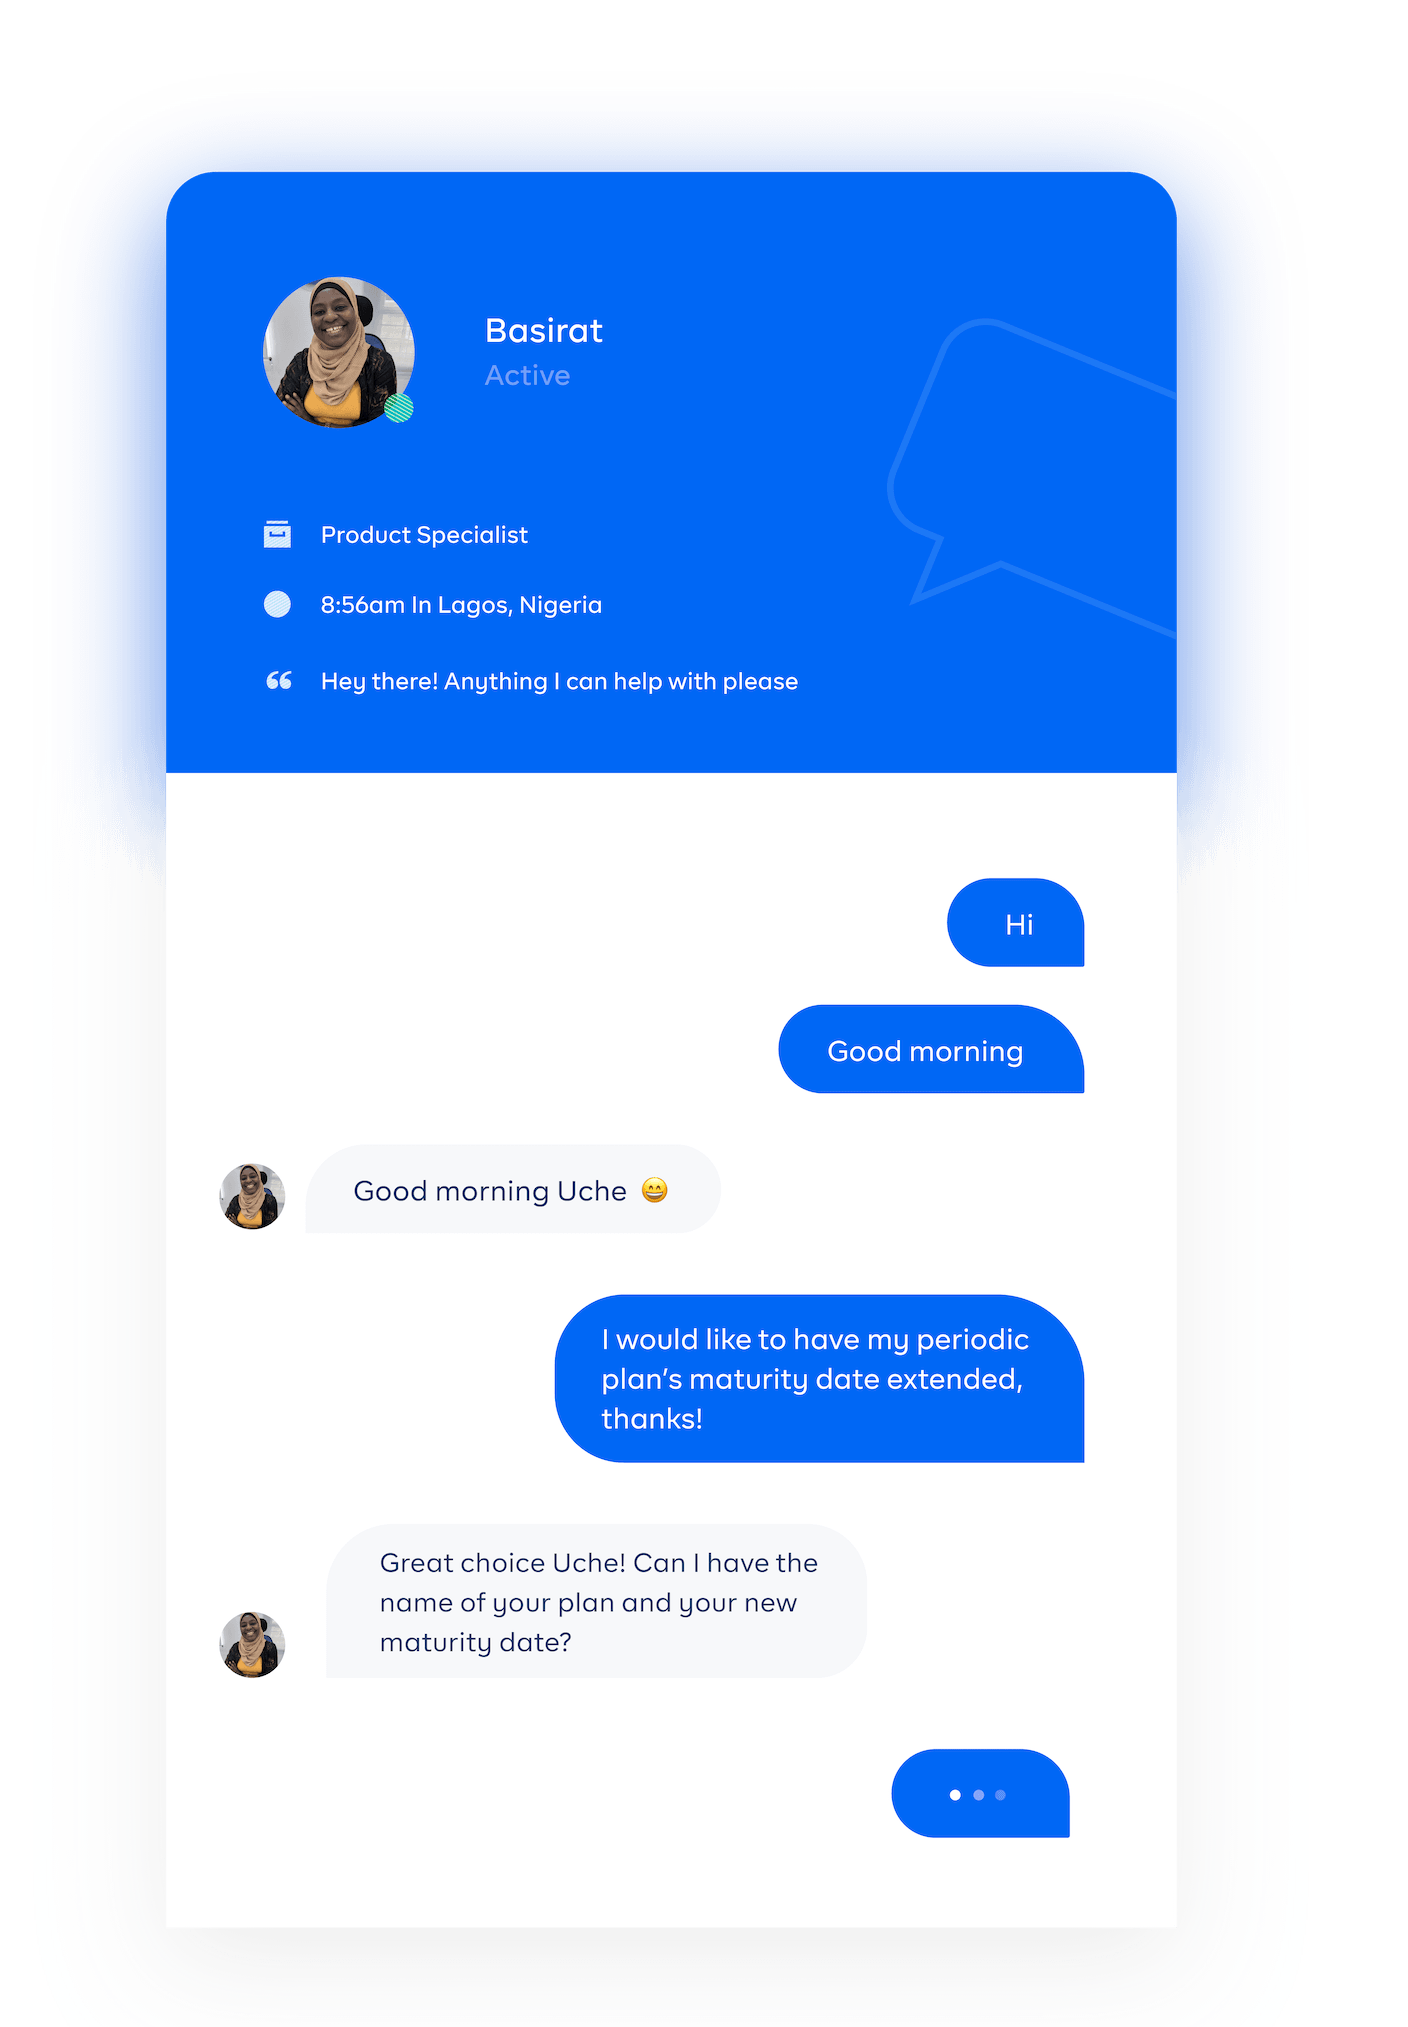 Basirat
Active
Product Specialist
8:56am In Lagos, Nigeria
Hey there! Anything I can help with please
Hi
Good morning
Good morning Uche 😄
I would like to have my periodic
plan’s maturity date extended,
thanks!
Great choice Uche! Can I have the
name of your plan and your new
maturity date?